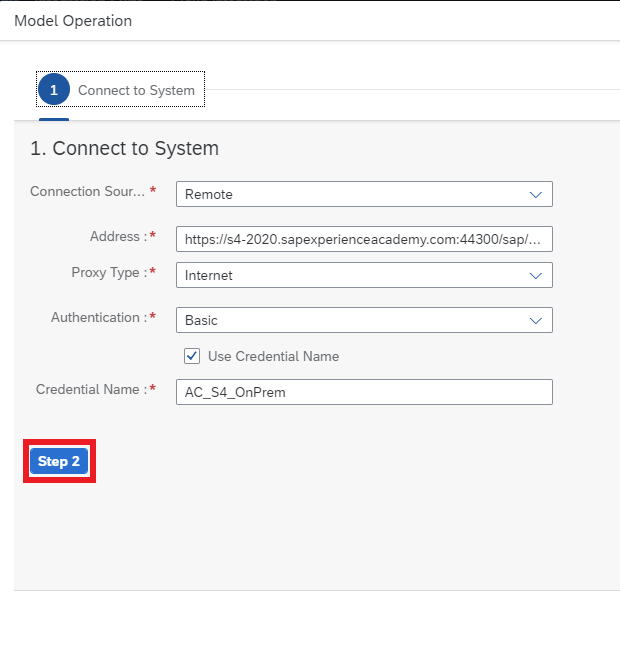 Model Operation
1 Connect to System
1. Connect to System
Connection Sour... * Remote
Address : * https://s4-2020.sapexperienceacademy.com:44300/sap/...
Proxy Type : * Internet
Authentication : * Basic
Use Credential Name
Credential Name : * AC_S4_OnPrem
Step 2